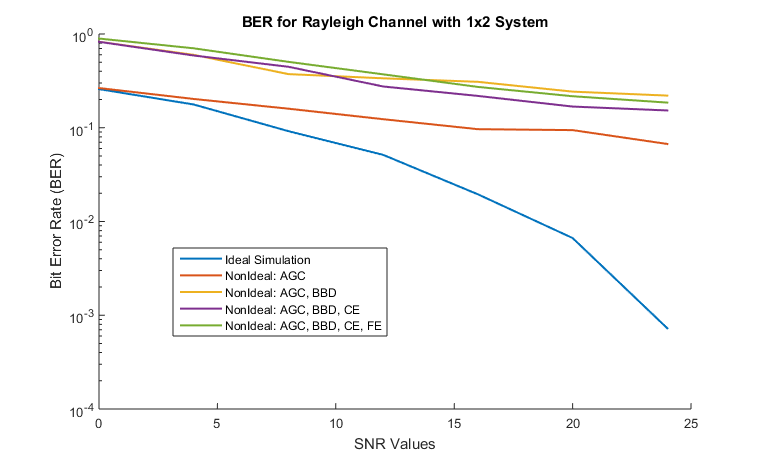 BER for Rayleigh Channel with 1x2 System
Bit Error Rate (BER)
10^0
10^-1
10^-2
10^-3
10^-4
Ideal Simulation
NonIdeal: AGC
NonIdeal: AGC, BBD
NonIdeal: AGC, BBD, CE
NonIdeal: AGC, BBD, CE, FE
0 5 10 15 20 25
SNR Values